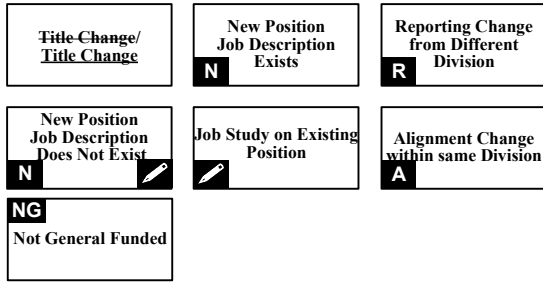 Title Change/
Title Change
New Position
Job Description
Exists
N
Reporting Change
from Different
Division
R
New Position
Job Description
Does Not Exist
N
Job Study on Existing
Position
Alignment Change
within same Division
A
NG
Not General Funded